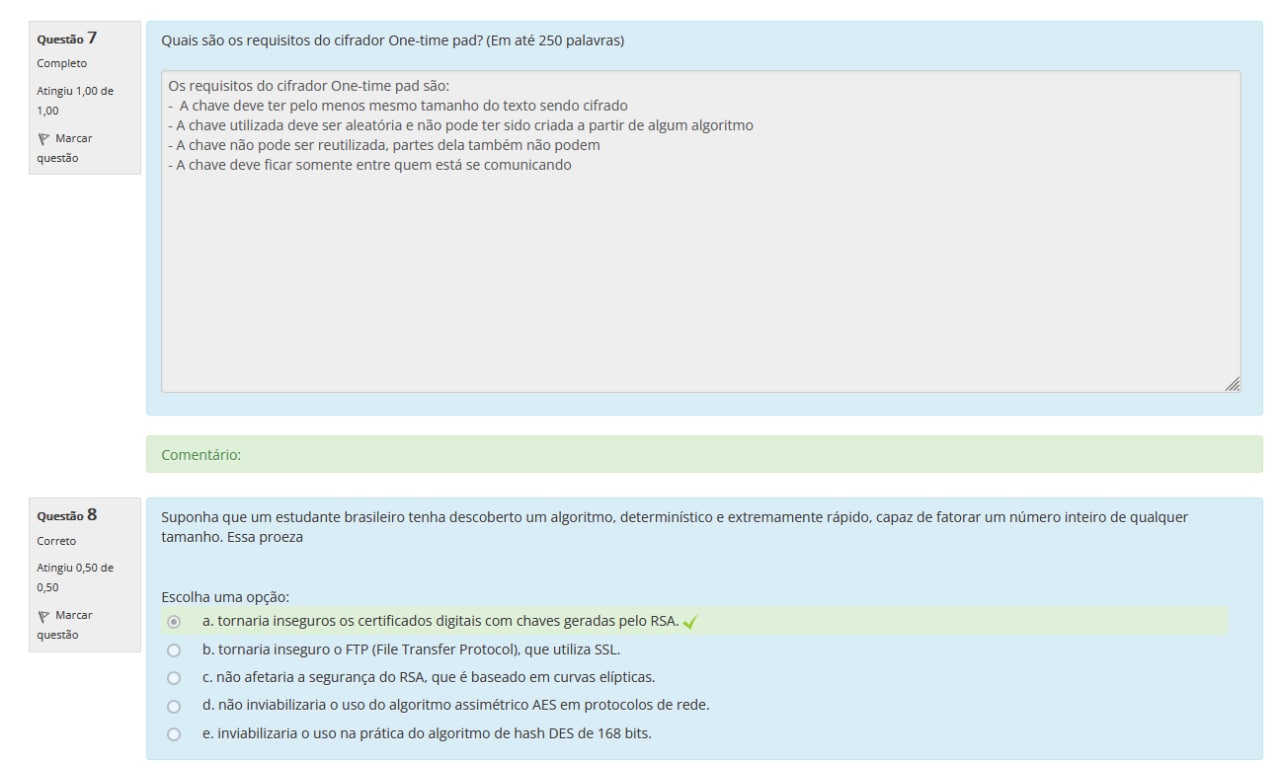 Questão 7
Completo
Atingiu 1,00 de
1,00
Marcar
questão
Quais são os requisitos do cifrador One-time pad? (Em até 250 palavras)
Os requisitos do cifrador One-time pad são:
- A chave deve ter pelo menos mesmo tamanho do texto sendo cifrado
- A chave utilizada deve ser aleatória e não pode ter sido criada a partir de algum algoritmo
- A chave não pode ser reutilizada, partes dela também não podem
- A chave deve ficar somente entre quem está se comunicando
Comentário:
Questão 8
Correto
Atingiu 0,50 de
0,50
Marcar
questão
Suponha que um estudante brasileiro tenha descoberto um algoritmo, determinístico e extremamente rápido, capaz de fatorar um número inteiro de qualquer
tamanho. Essa proeza
Escolha uma opção:
a. tornaria inseguros os certificados digitais com chaves geradas pelo RSA.
b. tornaria inseguro o FTP (File Transfer Protocol), que utiliza SSL.
c. não afetaria a segurança do RSA, que é baseado em curvas elípticas.
d. não inviabilizaria o uso do algoritmo assimétrico AES em protocolos de rede.
e. inviabilizaria o uso na prática do algoritmo de hash DES de 168 bits.